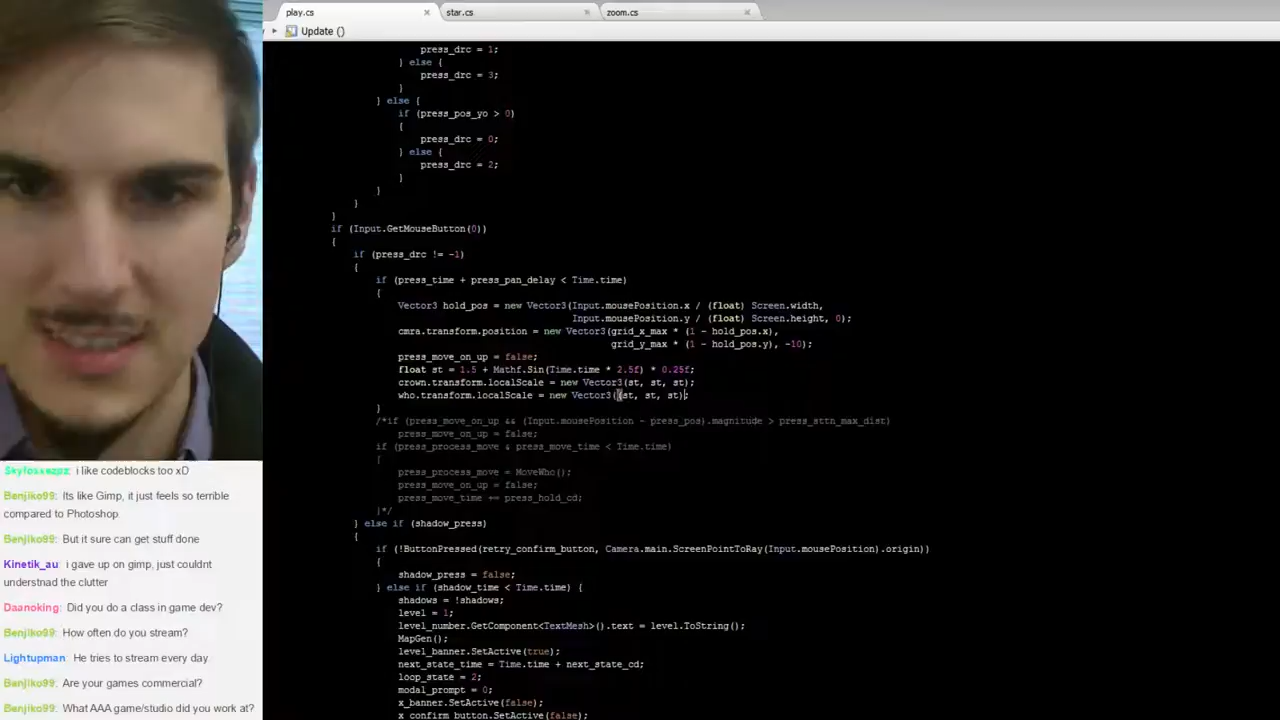 play.cs
star.cs
zoom.cs
Update ()
press_drc = 1;
} else {
press_drc = 3;
}
} else {
if (press_pos_yo > 0)
{
press_drc = 0;
} else {
press_drc = 2;
}
}
}
}
if (Input.GetMouseButton(0))
{
if (press_drc != -1)
{
if (press_time + press_pan_delay < Time.time)
{
Vector3 hold_pos = new Vector3(Input.mousePosition.x / (float) Screen.width,
Input.mousePosition.y / (float) Screen.height, 0);
cmra.transform.position = new Vector3(grid_x_max * (1 - hold_pos.x),
grid_y_max * (1 - hold_pos.y), -10);
press_move_on_up = false;
float st = 1.5 + Mathf.Sin(Time.time * 2.5f) * 0.25f;
crown.transform.localScale = new Vector3(st, st, st);
who.transform.localScale = new Vector3((st, st, st);
}
/*if (press_move_on_up && (Input.mousePosition - press_pos).magnitude > press_sttn_max_dist)
press_move_on_up = false;
if (press_process_move & press_move_time < Time.time)
{
press_process_move = MoveWho();
press_move_on_up = false;
press_move_time += press_hold_cd;
}*/
} else if (shadow_press)
{
if (!ButtonPressed(retry_confirm_button, Camera.main.ScreenPointToRay(Input.mousePosition).origin))
{
shadow_press = false;
} else if (shadow_time < Time.time) {
shadows = !shadows;
level = 1;
level_number.GetComponent<TextMesh>().text = level.ToString();
MapGen();
level_banner.SetActive(true);
next_state_time = Time.time + next_state_cd;
loop_state = 2;
modal_prompt = 0;
x_banner.SetActive(false);
x_confirm_button.SetActive(false);
i like codeblocks too xD
Benjiko99: Its like Gimp, it just feels so terrible
compared to Photoshop
Benjiko99: But it sure can get stuff done
Kinetik_au: i gave up on gimp, just couldnt
understnad the clutter
Daanoking: Did you do a class in game dev?
Benjiko99: How often do you stream?
Lightupman: He tries to stream every day
Benjiko99: Are your games commercial?
Benjiko99: What AAA game/studio did you work at?